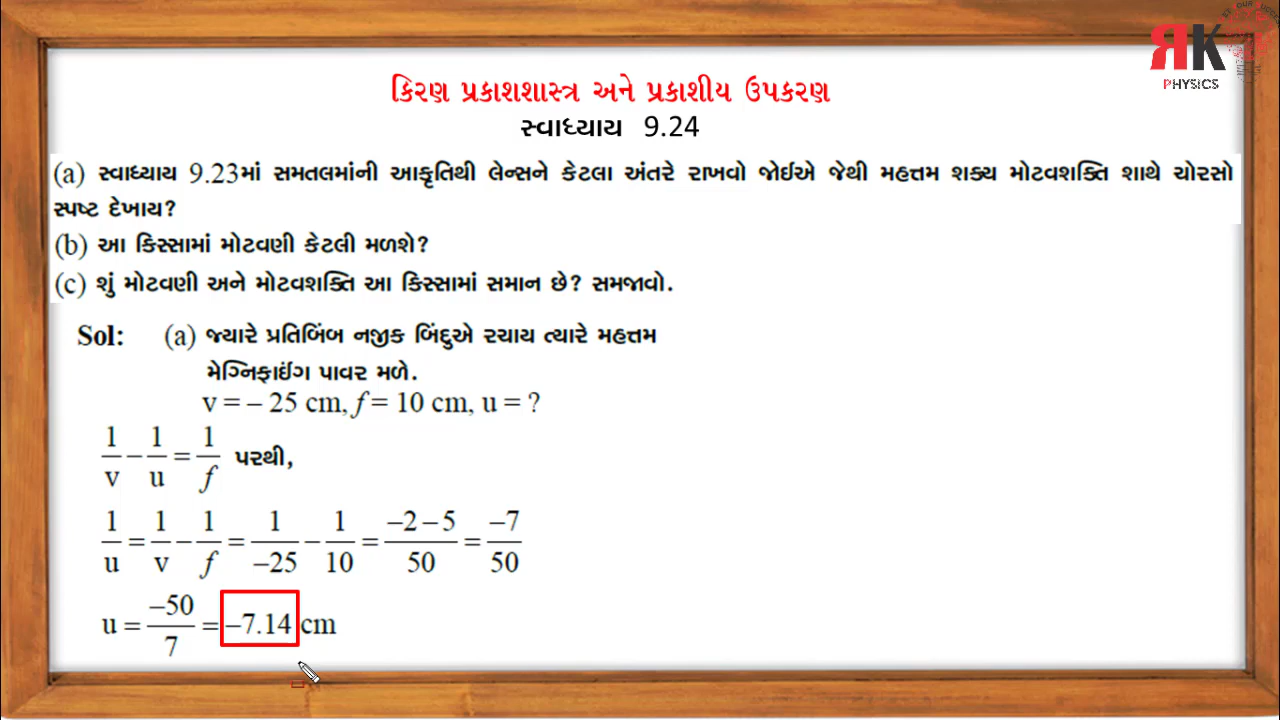 ЯK
PHYSICS
કિરણ પ્રકાશશાસ્ત્ર અને પ્રકાશીય ઉપકરણ
સ્વાધ્યાય 9.24
(a) સ્વાધ્યાય 9.23માં સમતલમાંની આકૃતિથી લેન્સને કેટલા અંતરે રાખવો જોઈએ જેથી મહત્તમ શક્ય મોટવશક્તિ શાથે ચોરસો
સ્પષ્ટ દેખાય?
(b) આ કિસ્સામાં મોટવણી કેટલી મળશે?
(c) શું મોટવણી અને મોટવશક્તિ આ કિસ્સામાં સમાન છે? સમજાવો.
Sol: (a) જ્યારે પ્રતિબિંબ નજીક બિંદુએ રચાય ત્યારે મહત્તમ
મેગ્નિફાઈંગ પાવર મળે.
v = – 25 cm, f = 10 cm, u = ?
1/v – 1/u = 1/f પરથી,
1/u = 1/v – 1/f = 1/–25 – 1/10 = –2 – 5/50 = –7/50
u = –50/7 = –7.14 cm